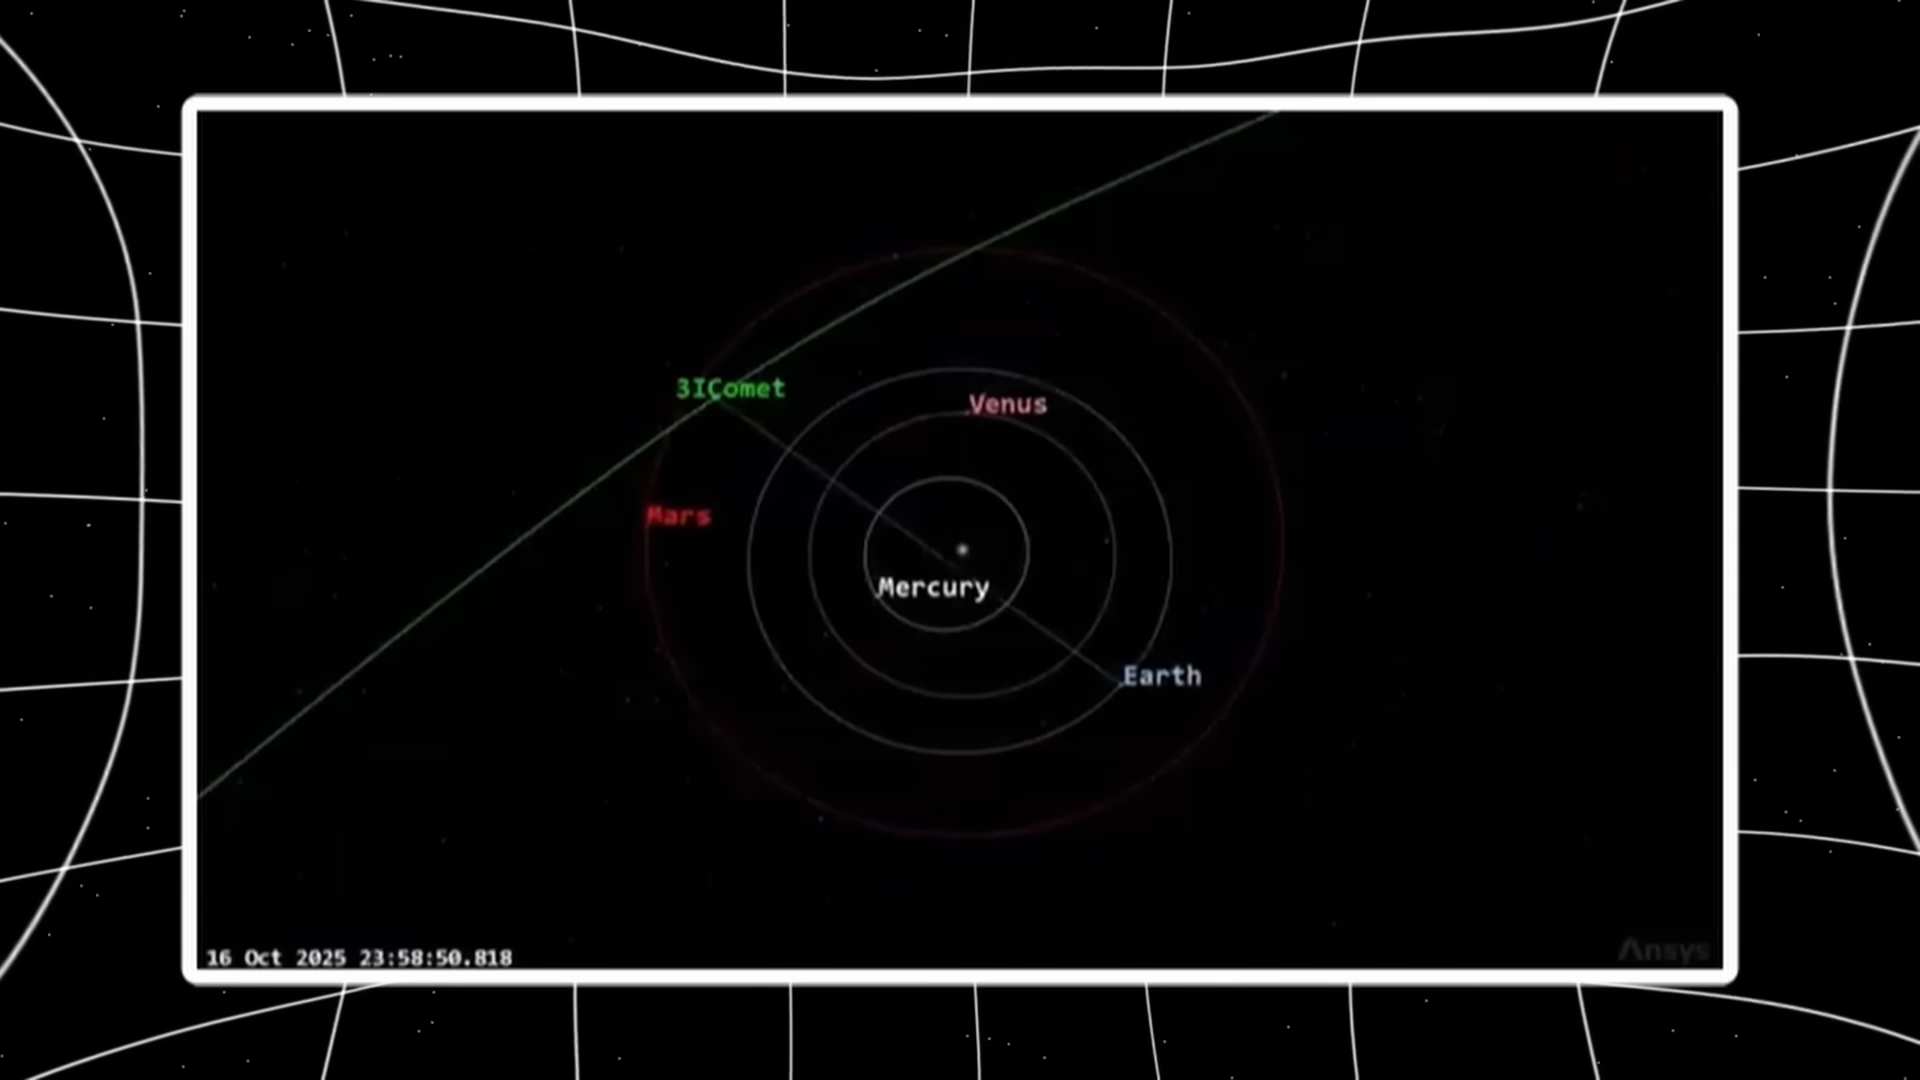 3IComet
Venus
Mars
Mercury
Earth
16 Oct 2025 23:58:50.818
Ansys